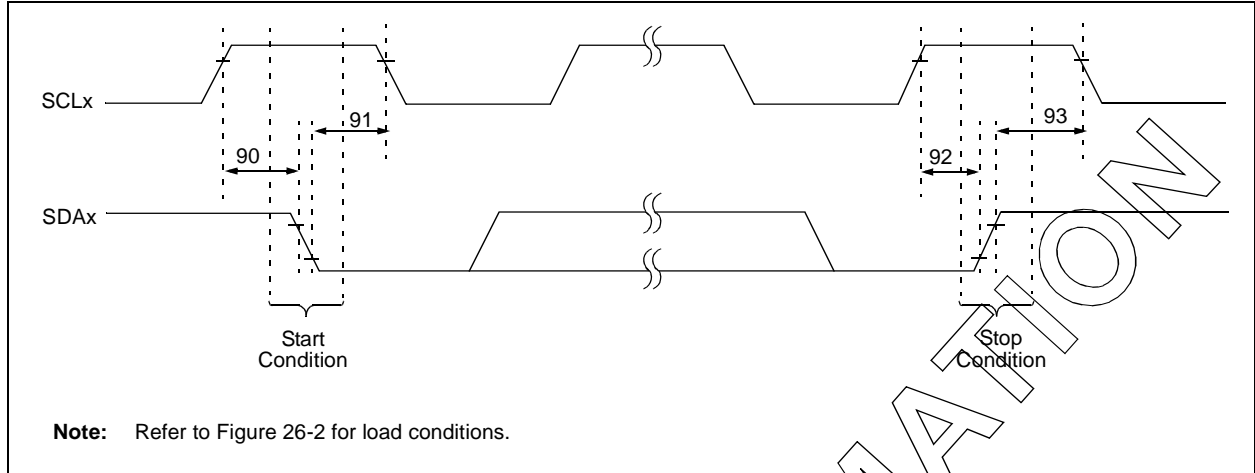 SCLx
91
93
90
92
SDAx
Start
Condition
Stop
Condition
Note: Refer to Figure 26-2 for load conditions.
MATION